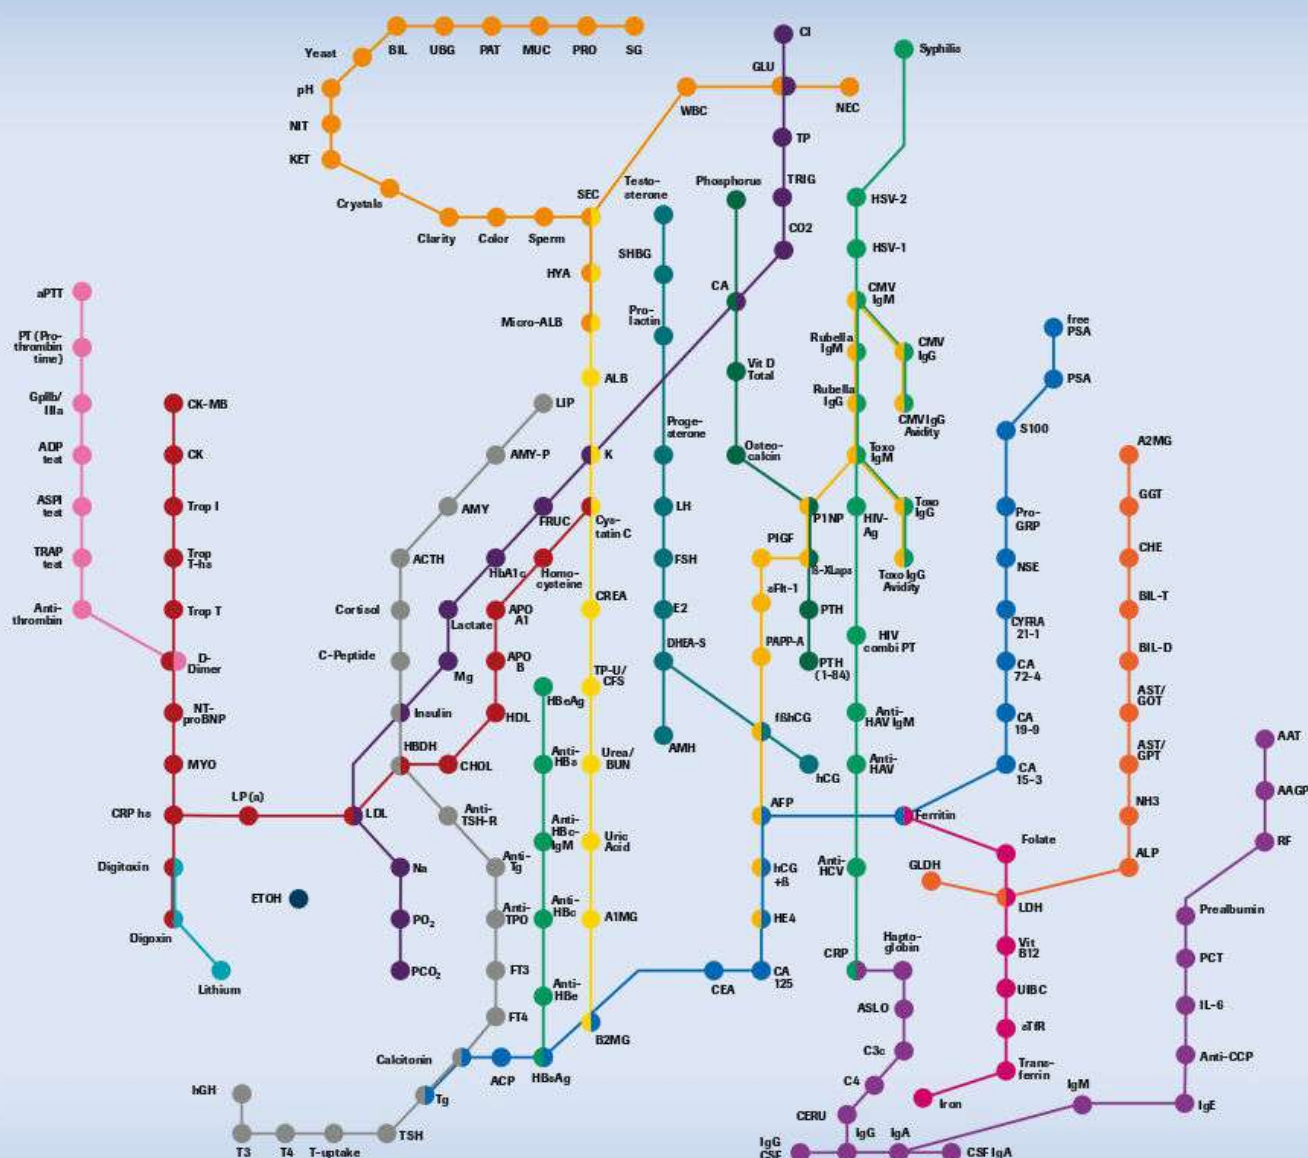 CI
Syphilis
BIL
UBG
PAT
MUC
PRO
SG
Yeast
GLU
pH
WBC
NEC
NIT
TP
KET
Testo-
sterone
Phosphorus
TRIG
SEC
Crystals
HSV-2
Clarity
Color
Sperm
CO2
SHBG
HSV-1
HYA
CA
CMV
IgM
aPTT
Pro-
lactin
Micro-ALB
free
PSA
PT (Pro-
thrombin
time)
Rubella
IgM
CMV
IgG
Vit D
Total
ALB
PSA
GpIIb/
IIIa
CK-MB
LIP
Rubella
IgG
CMV IgG
Avidity
Proge-
sterone
S100
A2MG
ADP
test
CK
AMY-P
K
Osteo-
calcin
Toxo
IgM
ASPI
test
Trop I
AMY
FRUC
Cys-
tatin C
LH
P1NP
HIV-
Ag
Toxo
IgG
Pro-
GRP
GGT
PIGF
TRAP
test
Trop
T-hs
ACTH
HbA1c
Homo-
cysteine
FSH
ß-XLaps
Toxo IgG
Avidity
NSE
CHE
sFlt-1
Anti-
thrombin
Trop T
Cortisol
Lactate
APO
A1
CREA
E2
PTH
CYFRA
21-1
BIL-T
DHEA-S
PAPP-A
HIV
combi PT
D-
Dimer
C-Peptide
Mg
APO
B
TP-U/
CFS
PTH
(1-84)
CA
72-4
BIL-D
HBeAg
AST/
GOT
NT-
proBNP
Insulin
HDL
fßhCG
Anti-
HAV IgM
CA
19-9
AMH
AAT
HBDH
MYO
CHOL
Anti-
HBs
Urea/
BUN
hCG
Anti-
HAV
CA
15-3
AST/
GPT
LP(a)
AAGP
CRP hs
LDL
Anti-
TSH-R
AFP
Ferritin
NH3
Anti-
HBc-
IgM
Uric
Acid
Folate
RF
Digitoxin
Na
Anti-
Tg
hCG
+ß
Anti-
HCV
GLDH
ALP
ETOH
LDH
PO2
Anti-
TPO
Anti-
HBc
A1MG
HE4
Prealbumin
Digoxin
CRP
Hapto-
globin
Vit
B12
PCO2
FT3
CEA
CA
125
PCT
Lithium
Anti-
HBe
UIBC
ASLO
IL-6
FT4
B2MG
sTfR
C3c
Calcitonin
Anti-CCP
ACP
HBsAg
Trans-
ferrin
C4
hGH
Tg
IgM
Iron
IgE
CERU
TSH
IgG
IgA
T3
T4
T-uptake
IgG
CSF
CSF IgA